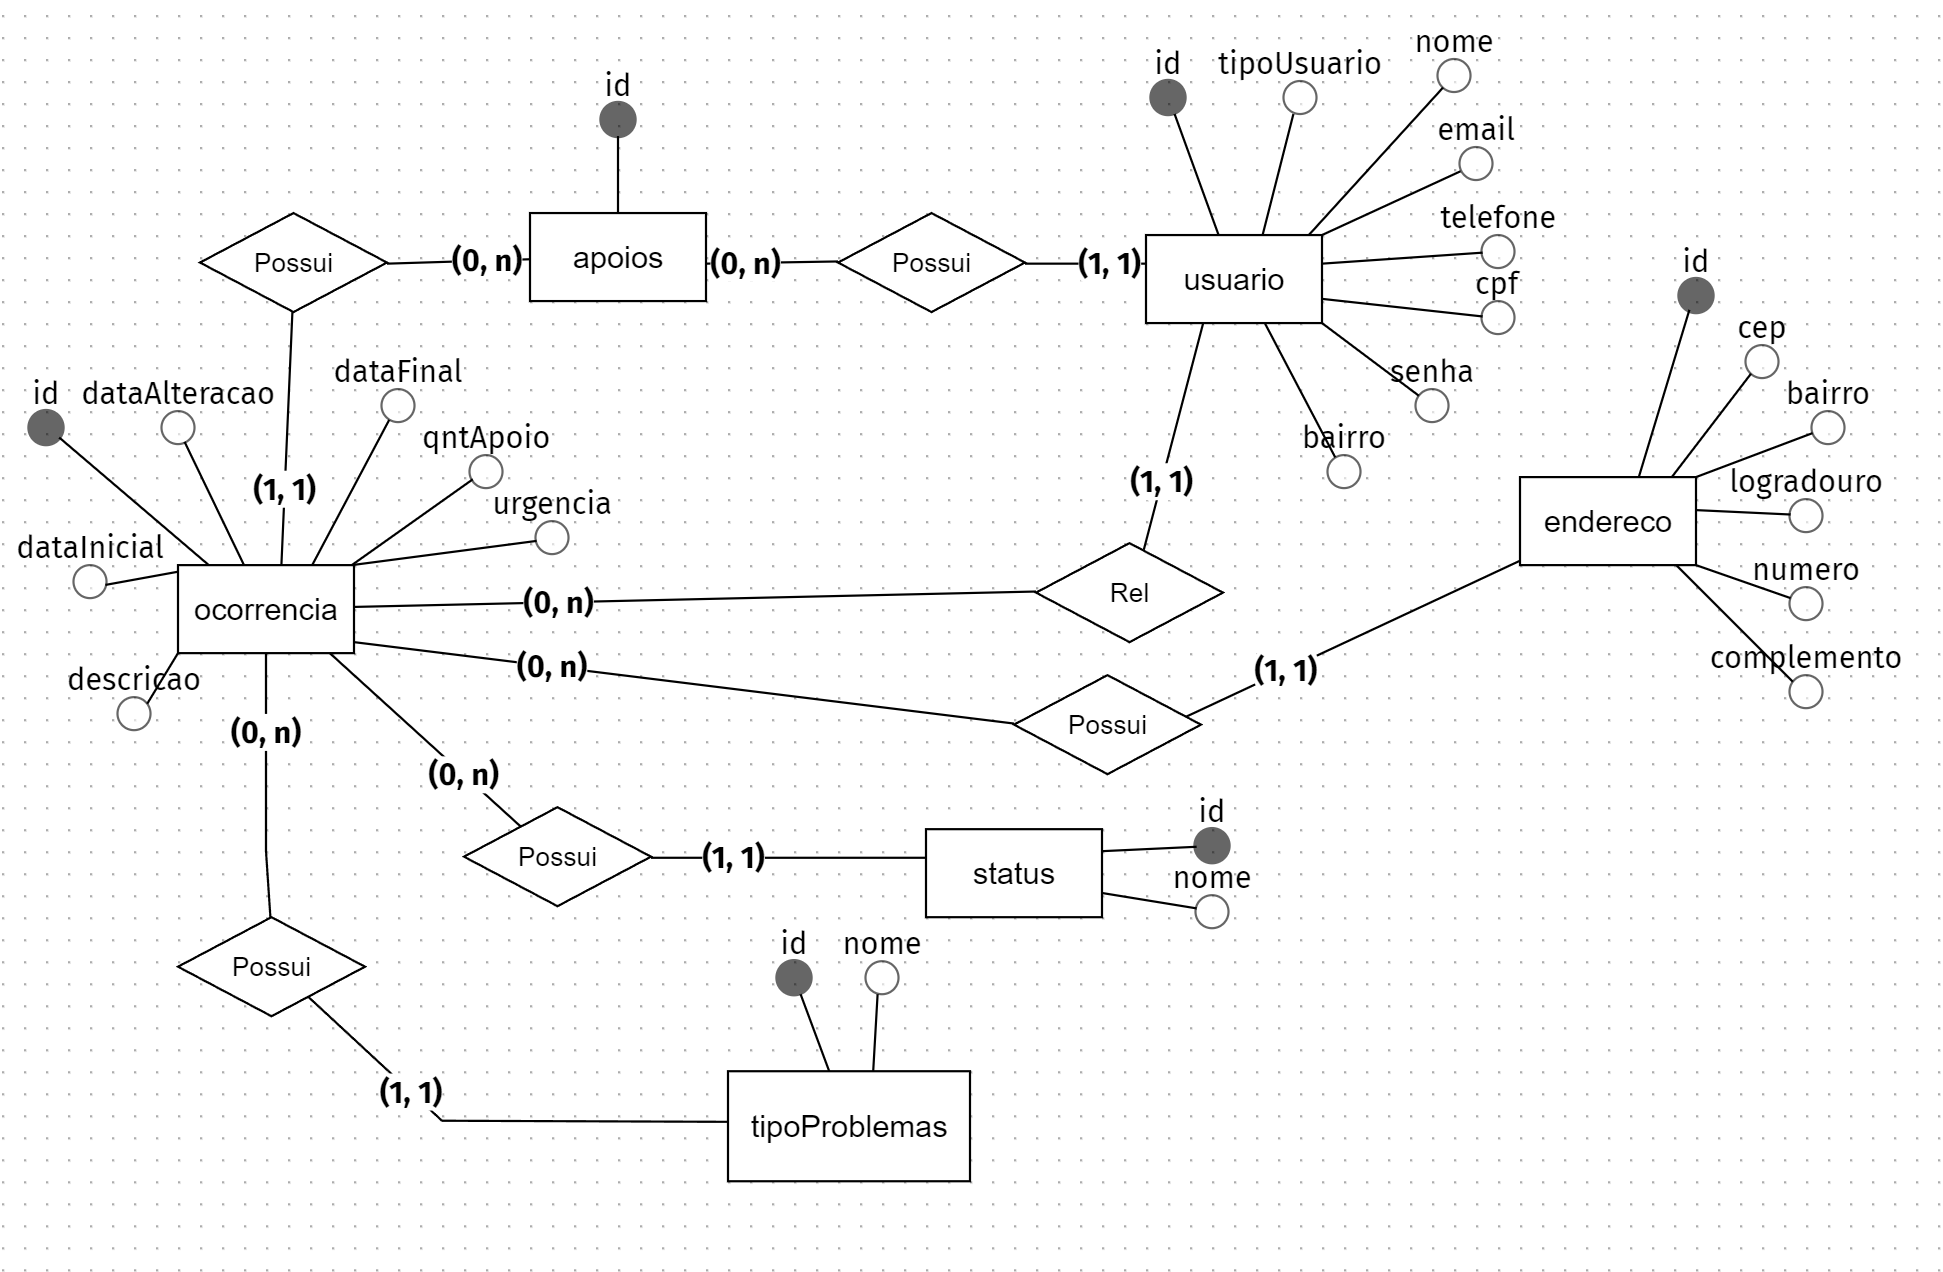 nome
id
tipoUsuario
id
email
telefone
Possui
(0, n)
apoios
(0, n)
Possui
(1, 1)
usuario
id
cpf
cep
dataFinal
senha
id
dataAlteracao
bairro
qntApoio
bairro
(1, 1)
(1, 1)
logradouro
urgencia
endereco
dataInicial
numero
ocorrencia
(0, n)
Rel
complemento
(0, n)
(1, 1)
descricao
(0, n)
Possui
(0, n)
id
Possui
(1, 1)
status
nome
id
nome
Possui
(1, 1)
tipoProblemas